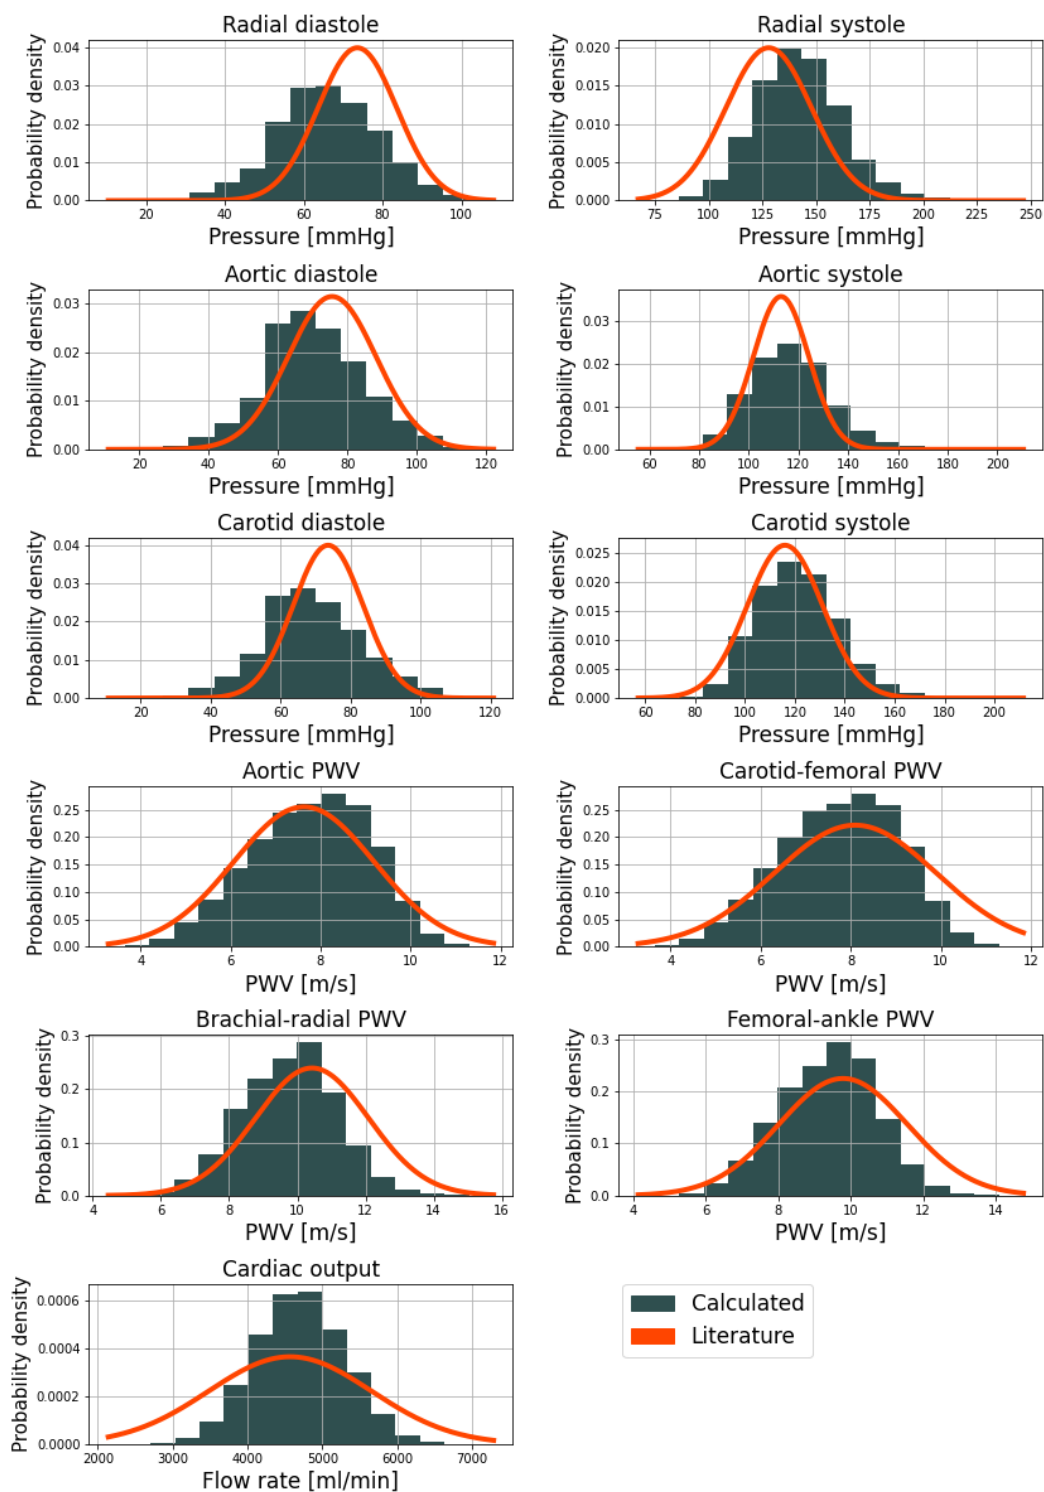 Radial diastole
Probability density
0.04
0.03
0.02
0.01
0.00
20 40 60 80 100
Pressure [mmHg]
Radial systole
Probability density
0.020
0.015
0.010
0.005
0.000
75 100 125 150 175 200 225 250
Pressure [mmHg]
Aortic diastole
Probability density
0.03
0.02
0.01
0.00
20 40 60 80 100 120
Pressure [mmHg]
Aortic systole
Probability density
0.03
0.02
0.01
0.00
60 80 100 120 140 160 180 200
Pressure [mmHg]
Carotid diastole
Probability density
0.04
0.03
0.02
0.01
0.00
20 40 60 80 100 120
Pressure [mmHg]
Carotid systole
Probability density
0.025
0.020
0.015
0.010
0.005
0.000
60 80 100 120 140 160 180 200
Pressure [mmHg]
Aortic PWV
Probability density
0.25
0.20
0.15
0.10
0.05
0.00
4 6 8 10 12
PWV [m/s]
Carotid-femoral PWV
Probability density
0.25
0.20
0.15
0.10
0.05
0.00
4 6 8 10 12
PWV [m/s]
Brachial-radial PWV
Probability density
0.3
0.2
0.1
0.0
4 6 8 10 12 14 16
PWV [m/s]
Femoral-ankle PWV
Probability density
0.3
0.2
0.1
0.0
4 6 8 10 12 14
PWV [m/s]
Cardiac output
Probability density
0.0006
0.0004
0.0002
0.0000
2000 3000 4000 5000 6000 7000
Flow rate [ml/min]
Calculated
Literature